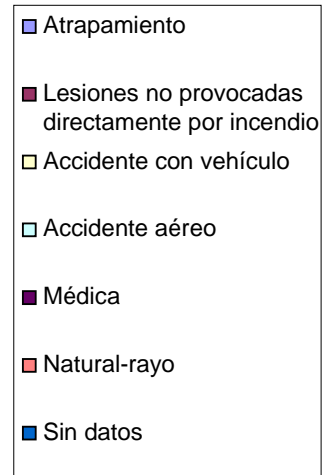 Atrapamiento
Lesiones no provocadas
directamente por incendio
Accidente con vehículo
Accidente aéreo
Médica
Natural-rayo
Sin datos